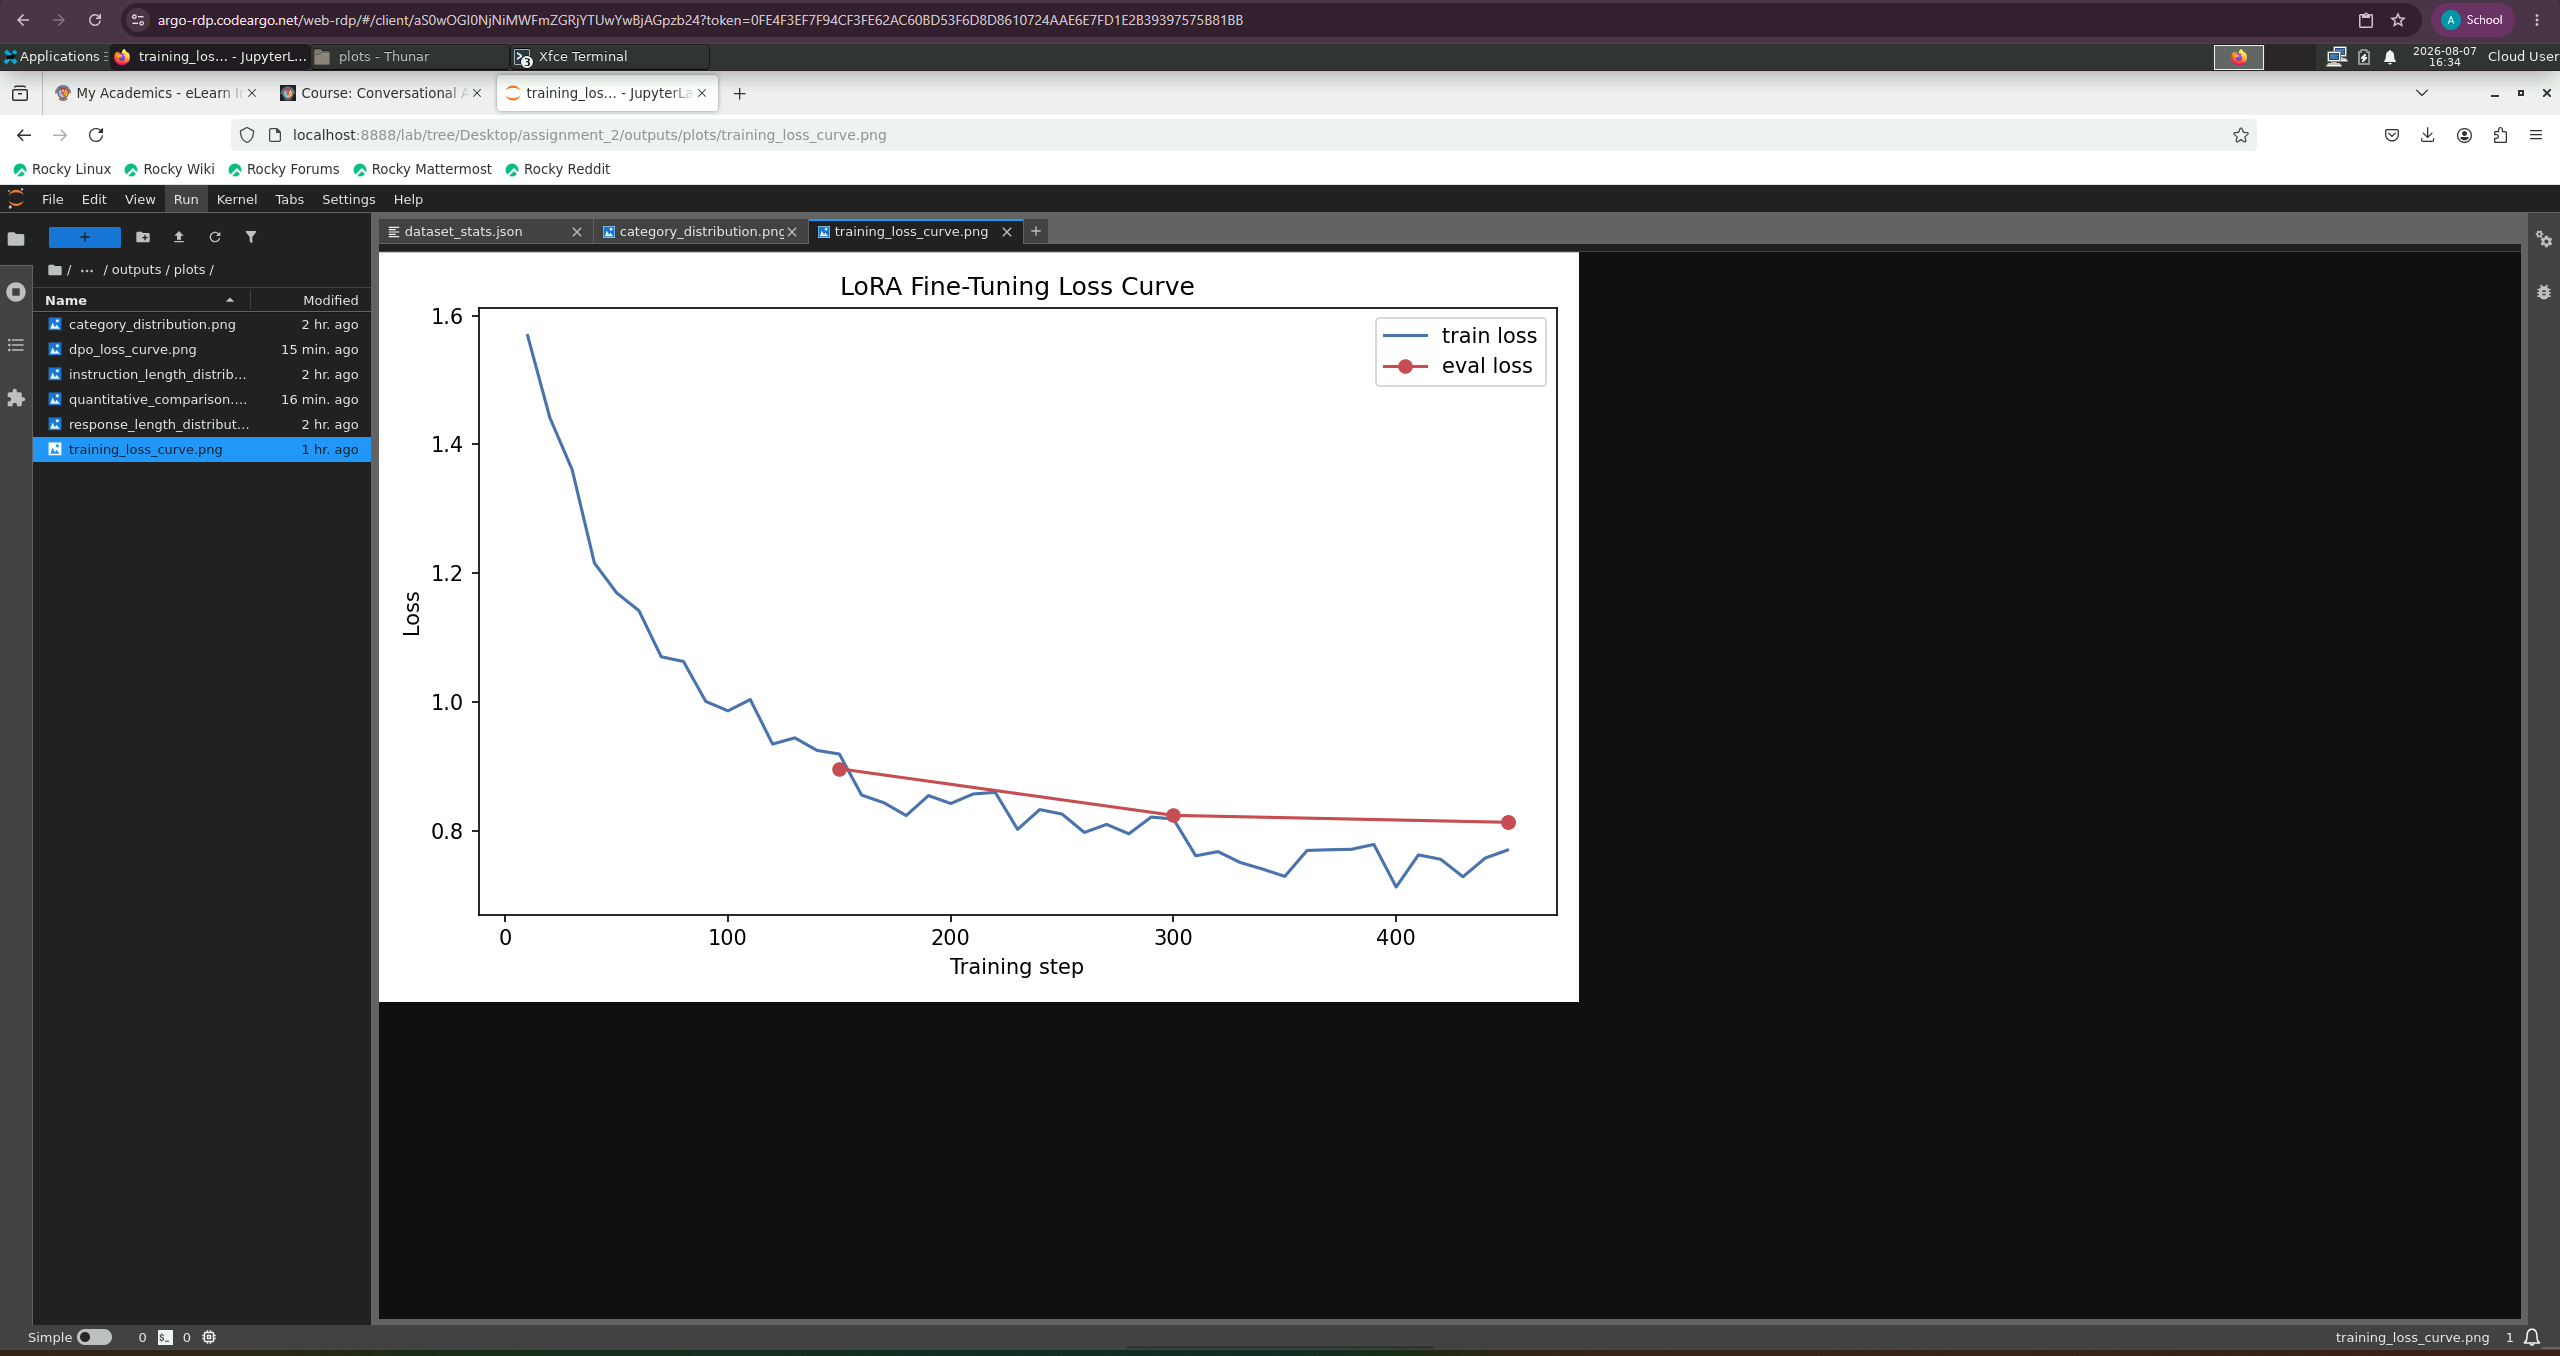 argo-rdp.codeargo.net/web-rdp/#/client/aS0wOGI0NjNiMWFmZGRjYTUwYwBjAGpzb24?token=0FE4F3EF7F94CF3FE62AC60BD53F6D8D8610724AAE6E7FD1E2B39397575B81BB
A School
Applications training_los... - JupyterL... plots - Thunar 3 Xfce Terminal 2026-08-07 16:34 Cloud User
My Academics - eLearn Course: Conversational training_los... - JupyterLa
localhost:8888/lab/tree/Desktop/assignment_2/outputs/plots/training_loss_curve.png
Rocky Linux Rocky Wiki Rocky Forums Rocky Mattermost Rocky Reddit
File Edit View Run Kernel Tabs Settings Help
dataset_stats.json category_distribution.png training_loss_curve.png
/ ... / outputs / plots /
Name Modified
category_distribution.png 2 hr. ago
dpo_loss_curve.png 15 min. ago
instruction_length_distrib... 2 hr. ago
quantitative_comparison.... 16 min. ago
response_length_distribut... 2 hr. ago
training_loss_curve.png 1 hr. ago
LoRA Fine-Tuning Loss Curve
train loss
eval loss
1.6
1.4
1.2
1.0
0.8
Loss
0 100 200 300 400
Training step
Simple 0 $_ 0 training_loss_curve.png 1